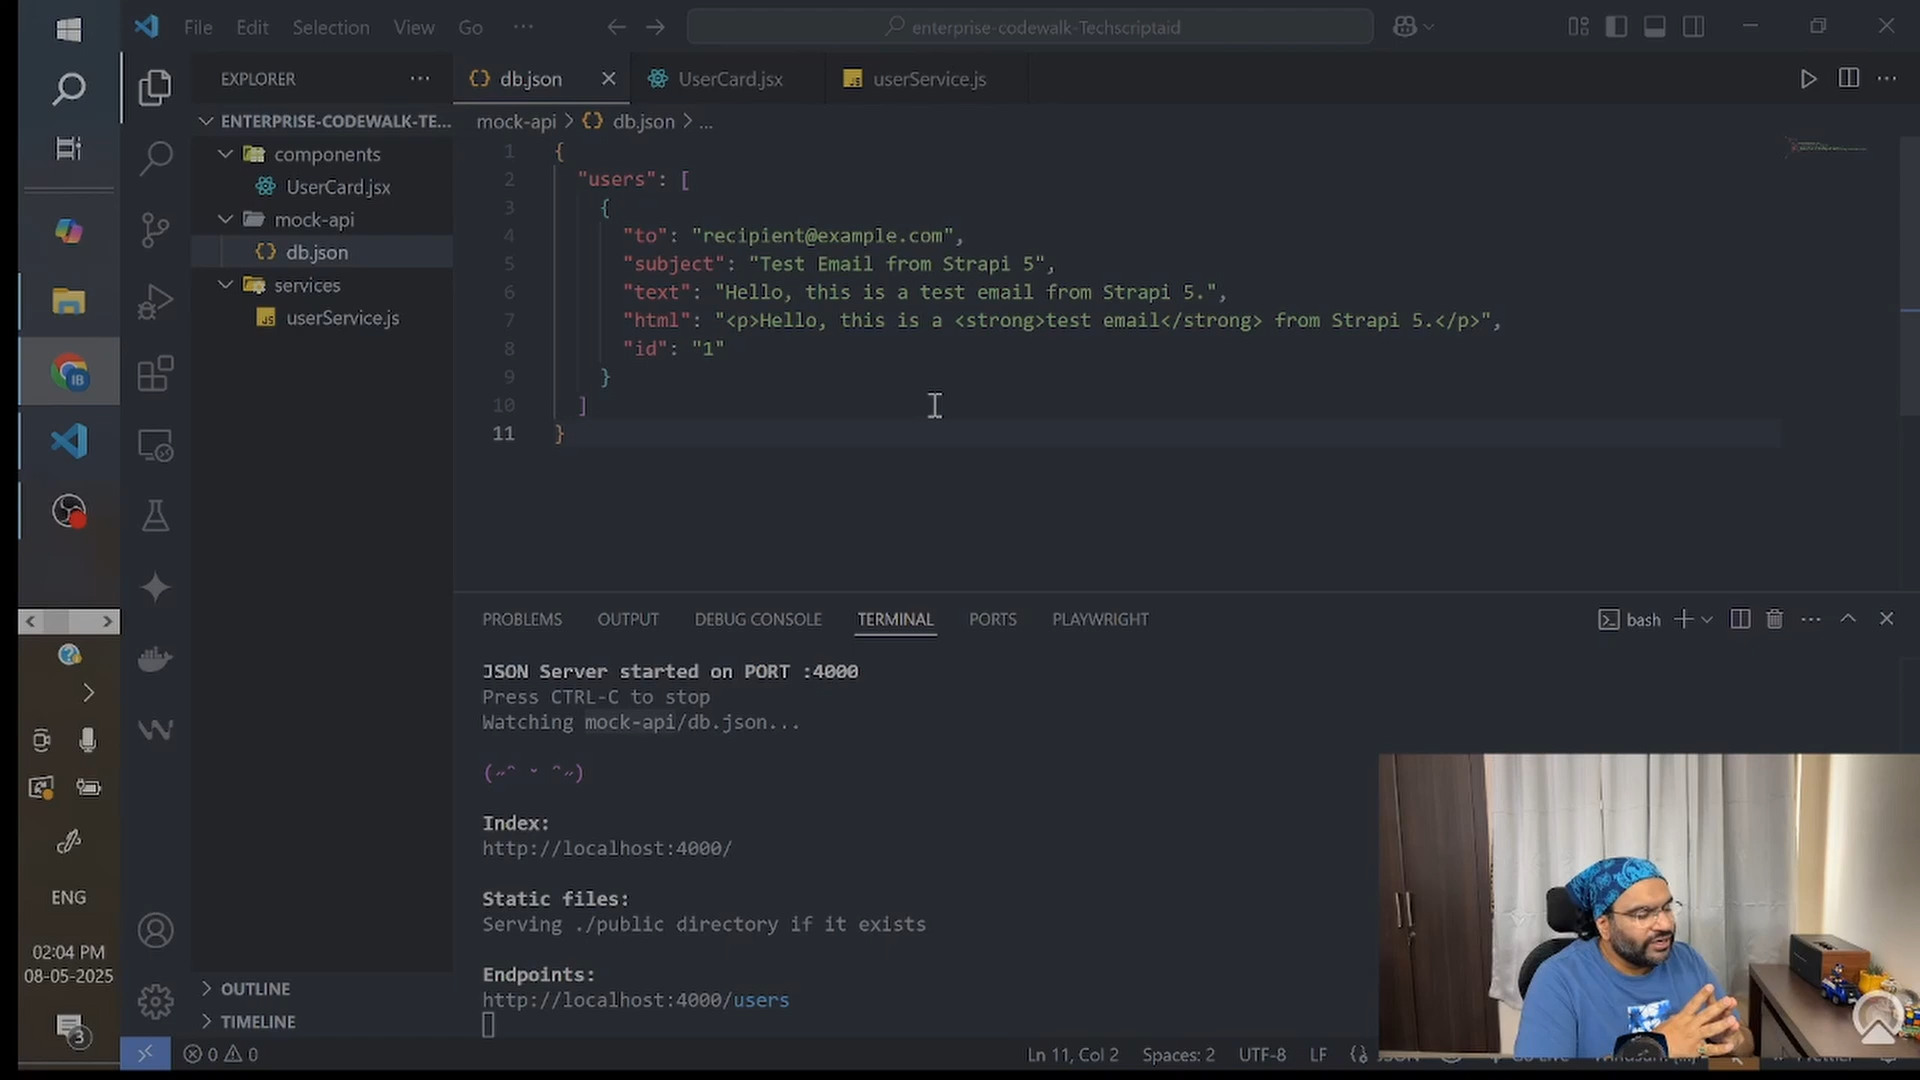 File Edit Selection View Go ...
enterprise-codewalk-Techscriptaid
EXPLORER
ENTERPRISE-CODEWALK-TE...
components
UserCard.jsx
mock-api
db.json
services
userService.js
OUTLINE
TIMELINE
db.json UserCard.jsx userService.js
mock-api > {} db.json > ...
1 {
2 "users": [
3 {
4 "to": "recipient@example.com",
5 "subject": "Test Email from Strapi 5",
6 "text": "Hello, this is a test email from Strapi 5.",
7 "html": "<p>Hello, this is a <strong>test email</strong> from Strapi 5.</p>",
8 "id": "1"
9 }
10 ]
11 }
PROBLEMS OUTPUT DEBUG CONSOLE TERMINAL PORTS PLAYWRIGHT
bash
JSON Server started on PORT :4000
Press CTRL-C to stop
Watching mock-api/db.json...
(˶ᵔ ᵕ ᵔ˶)
Index:
http://localhost:4000/
Static files:
Serving ./public directory if it exists
Endpoints:
http://localhost:4000/users
0 0
Ln 11, Col 2 Spaces: 2 UTF-8 LF {} JSON
IB
ENG
02:04 PM
08-05-2025
3